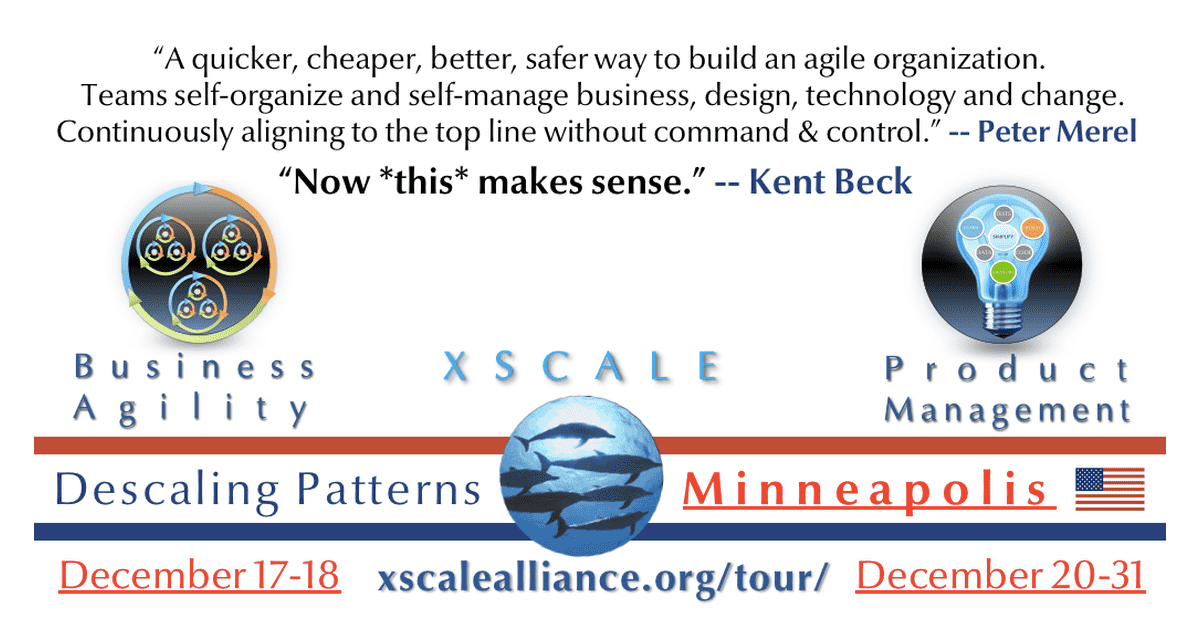 “A quicker, cheaper, better, safer way to build an agile organization.
Teams self-organize and self-manage business, design, technology and change.
Continuously aligning to the top line without command & control.” -- Peter Merel
“Now *this* makes sense.” -- Kent Beck
SIMPLIFY
Business
Agility
XSCALE
Product
Management
Descaling Patterns
Minneapolis
December 17-18
xscalealliance.org/tour/
December 20-31